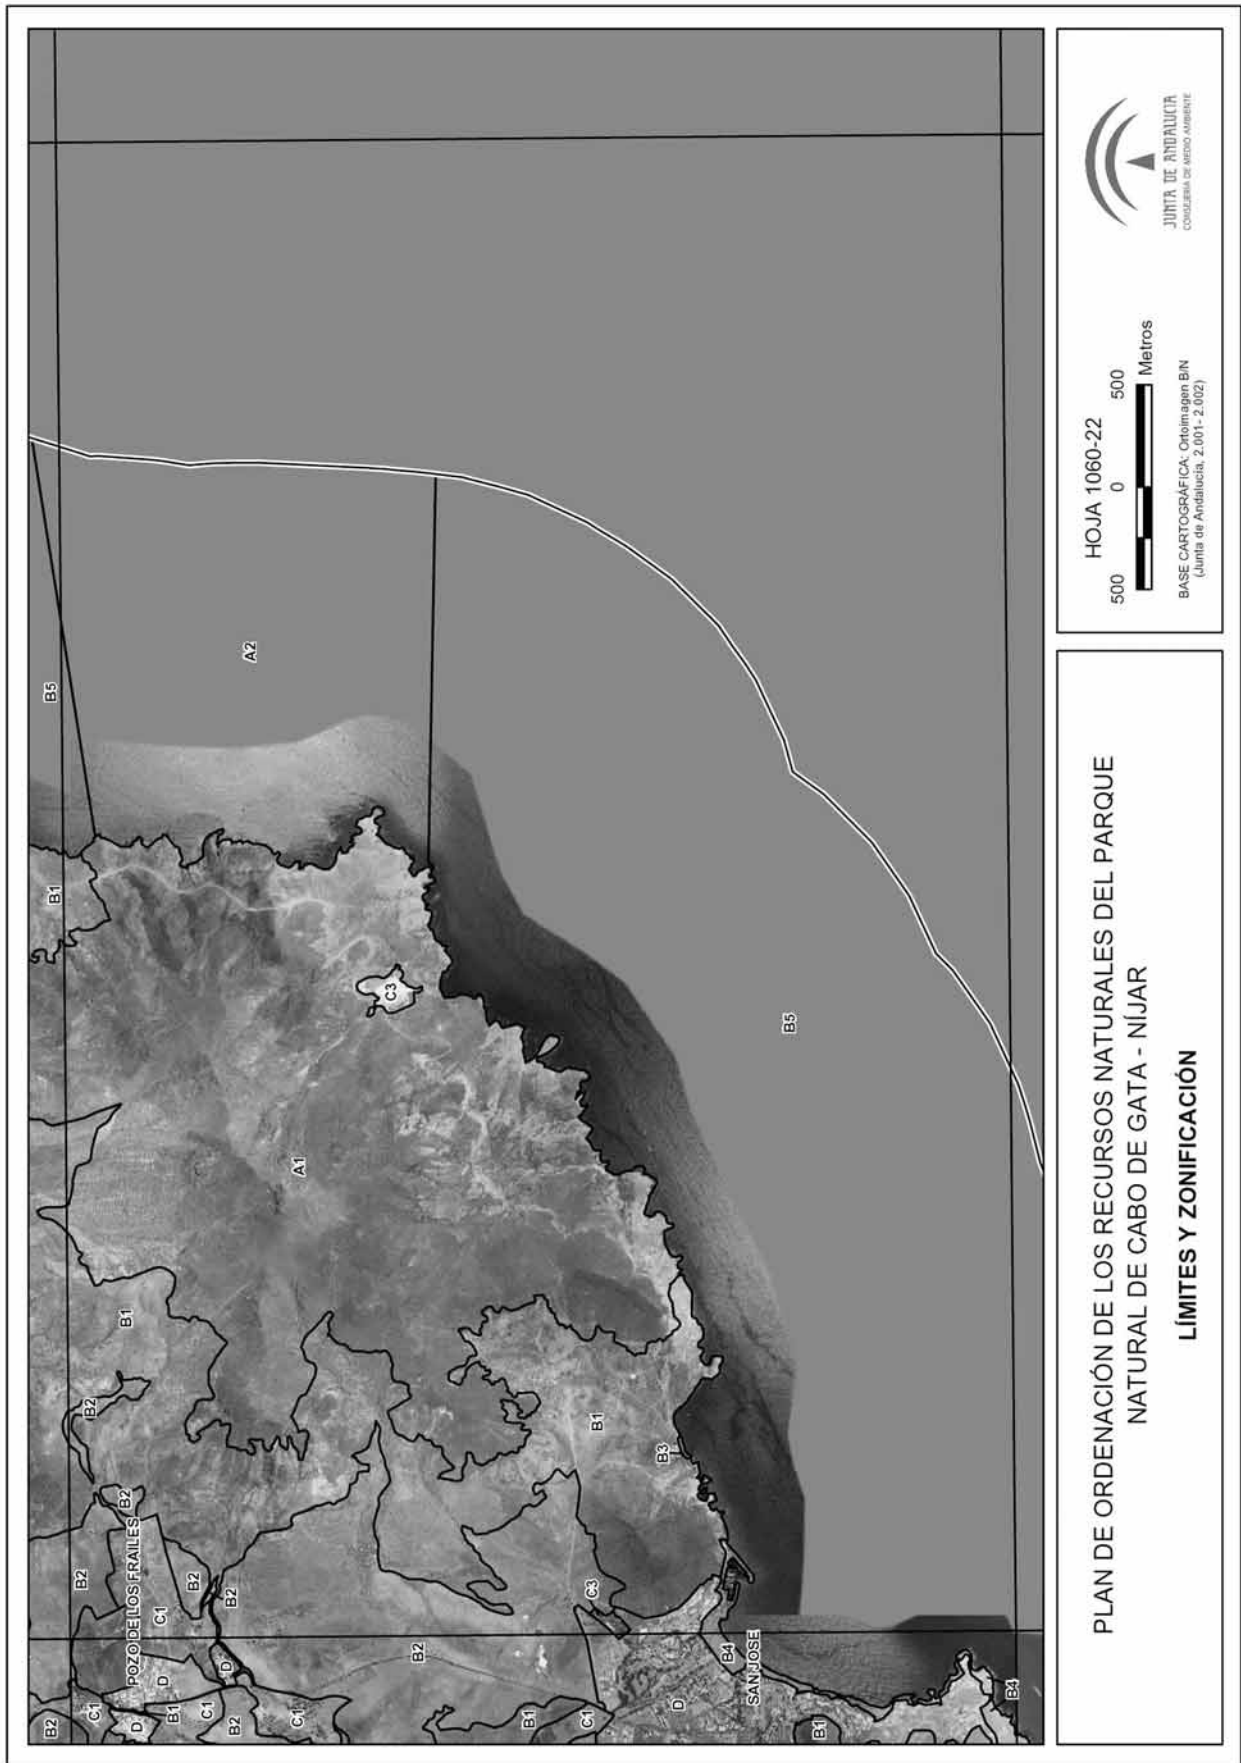 B5
B1
A2
C3
B5
A1
B1
B2
B1
B3
B2
B2
POZO DE LOS FRAILES
B2
C1
B2
C3
B2
D
D
B4
SAN JOSE
C1
B1
C1
B2
B2
D
C1
B1
C1
D
B1
B4
PLAN DE ORDENACIÓN DE LOS RECURSOS NATURALES DEL PARQUE
NATURAL DE CABO DE GATA - NÍJAR
LÍMITES Y ZONIFICACIÓN
HOJA 1060-22
500 0 500
Metros
BASE CARTOGRÁFICA: Ortoimagen B/N
(Junta de Andalucía, 2.001- 2.002)
JUNTA DE ANDALUCIA
CONSEJERIA DE MEDIO AMBIENTE